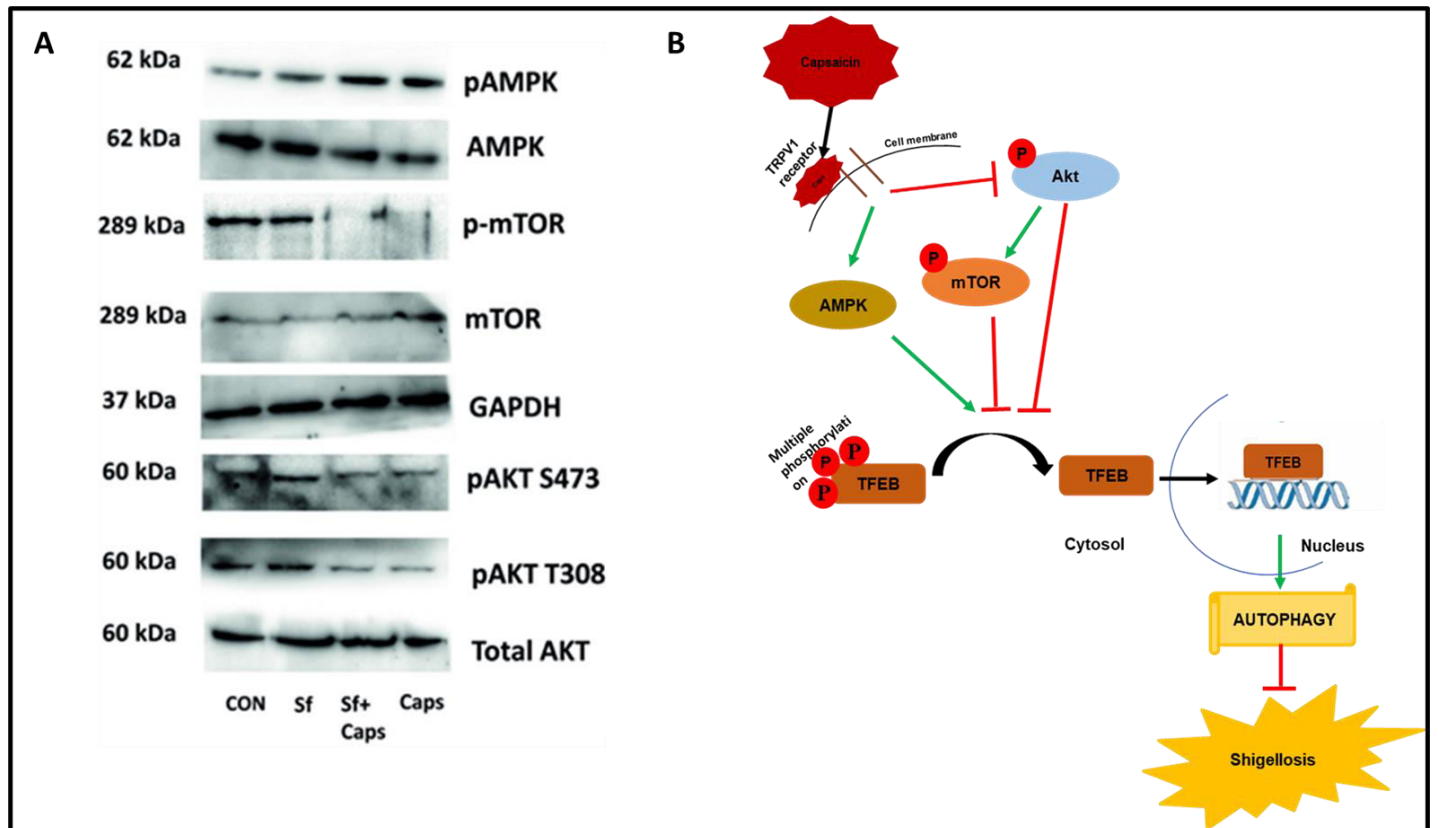 A
62 kDa
pAMPK
62 kDa
AMPK
289 kDa
p-mTOR
289 kDa
mTOR
37 kDa
GAPDH
60 kDa
pAKT S473
60 kDa
pAKT T308
60 kDa
Total AKT
CON
Sf
Sf+
Caps
Caps
B
Capsaicin
TRPV1
receptor
Cell membrane
P
Akt
P
mTOR
AMPK
Multiple
phosphorylati
on
P
P
P
TFEB
TFEB
TFEB
Cytosol
Nucleus
AUTOPHAGY
Shigellosis